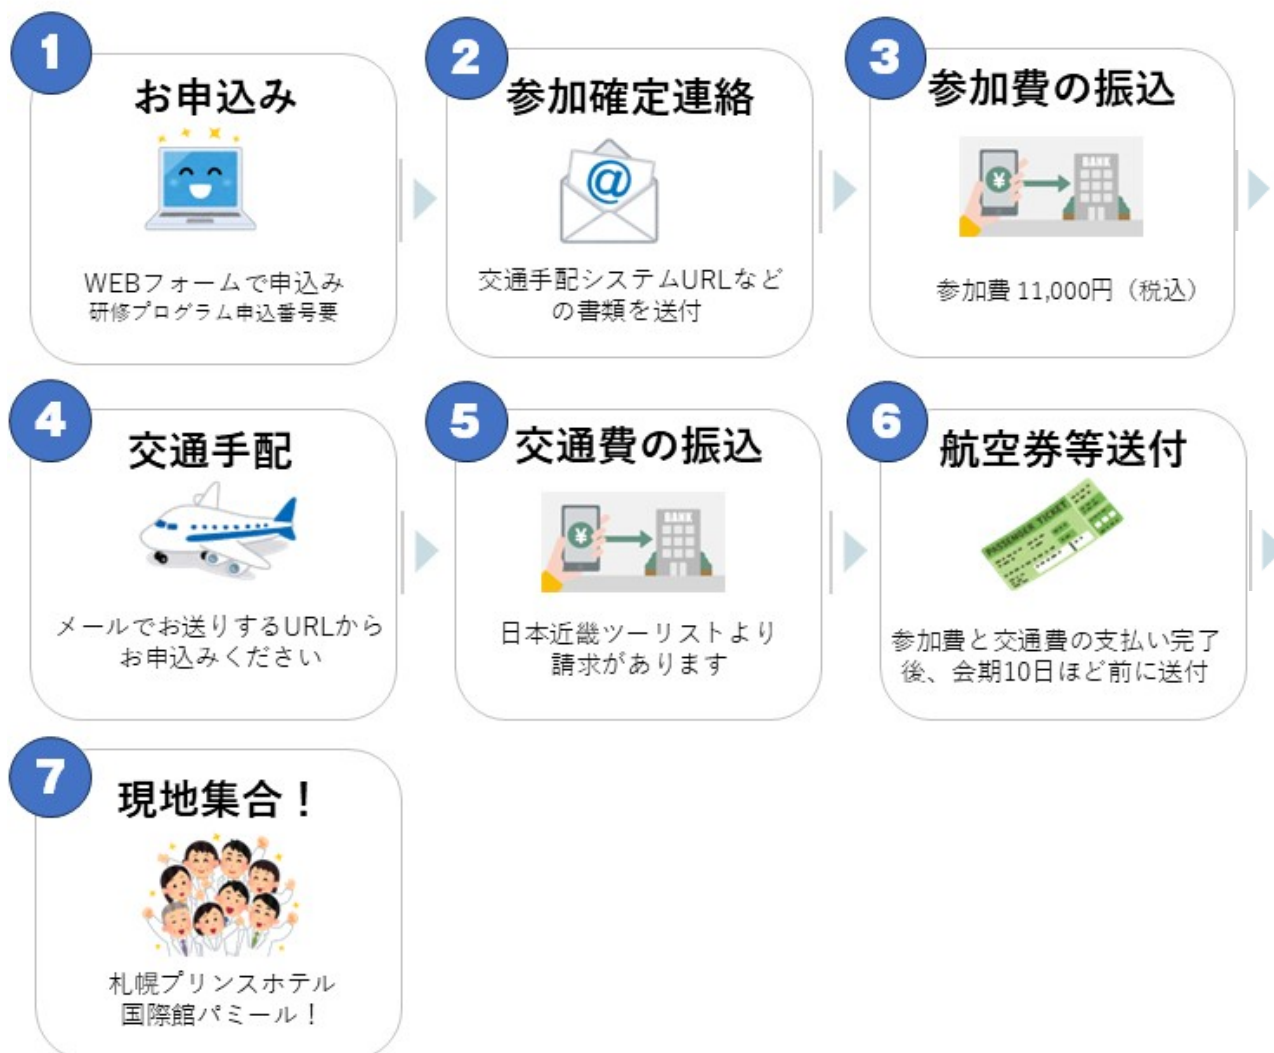 1
お申込み
WEBフォームで申込み
研修プログラム申込番号要
2
参加確定連絡
@
交通手配システムURLなど
の書類を送付
3
参加費の振込
¥
BANK
参加費 11,000円（税込）
4
交通手配
メールでお送りするURLから
お申込みください
5
交通費の振込
¥
BANK
日本近畿ツーリストより
請求があります
6
航空券等送付
PASSENGER TICKET
参加費と交通費の支払い完了
後、会期10日ほど前に送付
7
現地集合！
札幌プリンスホテル
国際館パミール！